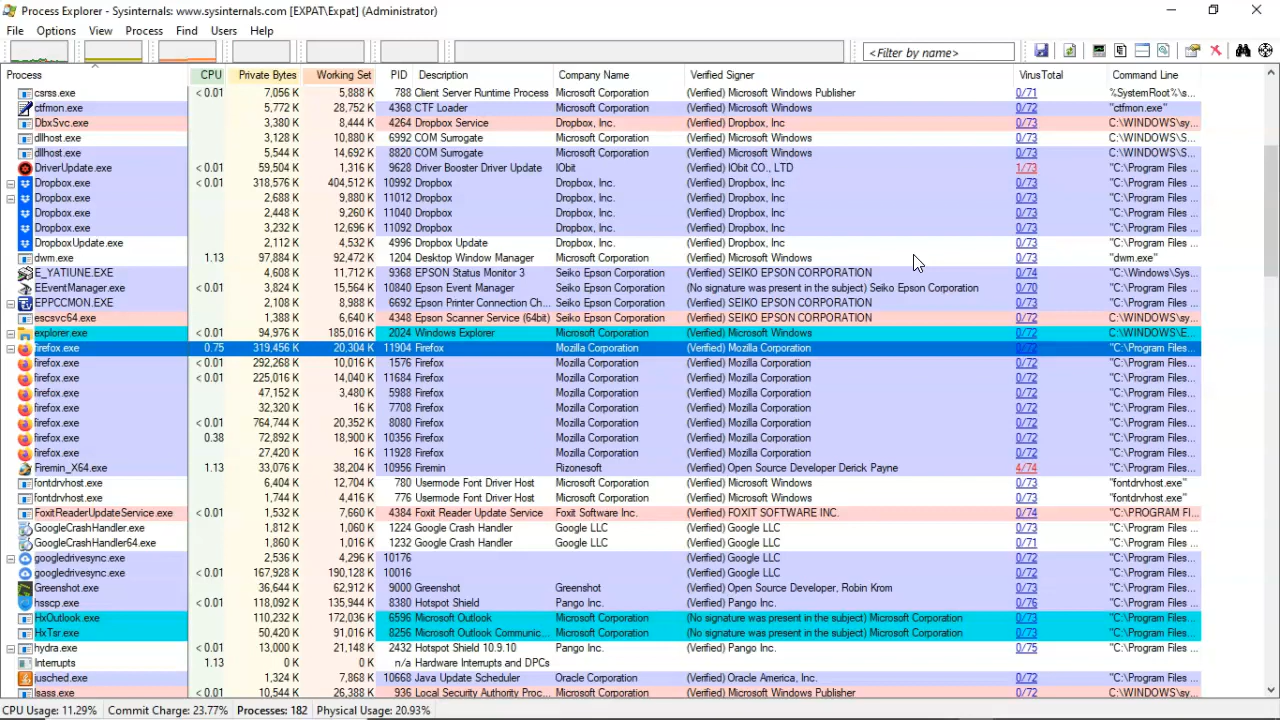 Process Explorer - Sysinternals: www.sysinternals.com [EXPAT\Expat] (Administrator)
File Options View Process Find Users Help
<Filter by name>
Process CPU Private Bytes Working Set PID Description Company Name Verified Signer VirusTotal Command Line
csrss.exe < 0.01 7,056 K 5,888 K 788 Client Server Runtime Process Microsoft Corporation (Verified) Microsoft Windows Publisher 0/71 %SystemRoot%\s...
ctfmon.exe 5,772 K 28,752 K 4368 CTF Loader Microsoft Corporation (Verified) Microsoft Windows 0/72 "ctfmon.exe"
DbxSvc.exe 3,380 K 8,444 K 4264 Dropbox Service Dropbox, Inc. (Verified) Dropbox, Inc 0/73 C:\WINDOWS\sy...
dllhost.exe 3,128 K 10,880 K 6992 COM Surrogate Microsoft Corporation (Verified) Microsoft Windows 0/73 C:\WINDOWS\S...
dllhost.exe 5,544 K 14,692 K 8820 COM Surrogate Microsoft Corporation (Verified) Microsoft Windows 0/73 C:\WINDOWS\S...
DriverUpdate.exe < 0.01 59,504 K 1,316 K 9628 Driver Booster Driver Update IObit (Verified) IObit CO., LTD 1/73 "C:\Program Files ...
Dropbox.exe < 0.01 318,576 K 404,512 K 10992 Dropbox Dropbox, Inc. (Verified) Dropbox, Inc 0/73 "C:\Program Files ...
Dropbox.exe 2,688 K 9,880 K 11012 Dropbox Dropbox, Inc. (Verified) Dropbox, Inc 0/73 "C:\Program Files ...
Dropbox.exe 2,448 K 9,260 K 11040 Dropbox Dropbox, Inc. (Verified) Dropbox, Inc 0/73 "C:\Program Files ...
Dropbox.exe 3,232 K 12,696 K 11092 Dropbox Dropbox, Inc. (Verified) Dropbox, Inc 0/73 "C:\Program Files ...
DropboxUpdate.exe 2,112 K 4,532 K 4996 Dropbox Update Dropbox, Inc. (Verified) Dropbox, Inc 0/73 "C:\Program Files ...
dwm.exe 1.13 97,884 K 92,472 K 1204 Desktop Window Manager Microsoft Corporation (Verified) Microsoft Windows 0/73 "dwm.exe"
E_YATIUNE.EXE 4,608 K 11,712 K 9368 EPSON Status Monitor 3 Seiko Epson Corporation (Verified) SEIKO EPSON CORPORATION 0/74 "C:\Windows\Sys...
EEventManager.exe < 0.01 3,824 K 15,564 K 10840 Epson Event Manager Seiko Epson Corporation (No signature was present in the subject) Seiko Epson Corporation 0/70 "C:\Program Files ...
EPPCCMON.EXE 2,108 K 8,988 K 6692 Epson Printer Connection Ch... Seiko Epson Corporation (Verified) SEIKO EPSON CORPORATION 0/72 "C:\Program Files ...
escsvc64.exe 1,388 K 6,640 K 4348 Epson Scanner Service (64bit) Seiko Epson Corporation (Verified) SEIKO EPSON CORPORATION 0/72 C:\WINDOWS\sy...
explorer.exe < 0.01 94,976 K 185,016 K 2024 Windows Explorer Microsoft Corporation (Verified) Microsoft Windows 0/72 C:\WINDOWS\E...
firefox.exe 0.75 319,456 K 20,304 K 11904 Firefox Mozilla Corporation (Verified) Mozilla Corporation 0/72 "C:\Program Files...
firefox.exe < 0.01 292,268 K 10,016 K 1576 Firefox Mozilla Corporation (Verified) Mozilla Corporation 0/72 "C:\Program Files...
firefox.exe < 0.01 225,016 K 14,040 K 11684 Firefox Mozilla Corporation (Verified) Mozilla Corporation 0/72 "C:\Program Files...
firefox.exe 47,152 K 3,480 K 5988 Firefox Mozilla Corporation (Verified) Mozilla Corporation 0/72 "C:\Program Files...
firefox.exe 32,320 K 16 K 7708 Firefox Mozilla Corporation (Verified) Mozilla Corporation 0/72 "C:\Program Files...
firefox.exe < 0.01 764,744 K 20,352 K 8080 Firefox Mozilla Corporation (Verified) Mozilla Corporation 0/72 "C:\Program Files...
firefox.exe 0.38 72,892 K 18,900 K 10356 Firefox Mozilla Corporation (Verified) Mozilla Corporation 0/72 "C:\Program Files...
firefox.exe 27,420 K 16 K 11928 Firefox Mozilla Corporation (Verified) Mozilla Corporation 0/72 "C:\Program Files...
Firemin_X64.exe 1.13 33,076 K 38,204 K 10956 Firemin Rizonesoft (Verified) Open Source Developer Derick Payne 4/74 "C:\Program Files...
fontdrvhost.exe 6,404 K 12,704 K 780 Usermode Font Driver Host Microsoft Corporation (Verified) Microsoft Windows 0/73 "fontdrvhost.exe"
fontdrvhost.exe 1,744 K 4,416 K 776 Usermode Font Driver Host Microsoft Corporation (Verified) Microsoft Windows 0/73 "fontdrvhost.exe"
FoxitReaderUpdateService.exe < 0.01 1,532 K 7,660 K 4384 Foxit Reader Update Service Foxit Software Inc. (Verified) FOXIT SOFTWARE INC. 0/74 "C:\PROGRAM FI...
GoogleCrashHandler.exe 1,812 K 1,060 K 1224 Google Crash Handler Google LLC (Verified) Google LLC 0/73 "C:\Program Files ...
GoogleCrashHandler64.exe 1,860 K 1,016 K 1232 Google Crash Handler Google LLC (Verified) Google LLC 0/71 "C:\Program Files ...
googledrivesync.exe 2,536 K 4,296 K 10176 (Verified) Google LLC 0/72 "C:\Program Files...
googledrivesync.exe < 0.01 167,928 K 190,128 K 10016 (Verified) Google LLC 0/72 "C:\Program Files...
Greenshot.exe 36,644 K 62,912 K 9000 Greenshot Greenshot (Verified) Open Source Developer, Robin Krom 0/73 "C:\Program Files...
hsscp.exe < 0.01 118,092 K 135,944 K 8380 Hotspot Shield Pango Inc. (Verified) Pango Inc. 0/76 "C:\Program Files ...
HxOutlook.exe 110,232 K 172,036 K 6596 Microsoft Outlook Microsoft Corporation (No signature was present in the subject) Microsoft Corporation 0/73 "C:\Program Files...
HxTsr.exe 50,420 K 91,016 K 8256 Microsoft Outlook Communic... Microsoft Corporation (No signature was present in the subject) Microsoft Corporation 0/73 "C:\Program Files...
hydra.exe < 0.01 13,000 K 21,148 K 2432 Hotspot Shield 10.9.10 Pango Inc. (Verified) Pango Inc. 0/75 "C:\Program Files ...
Interrupts 1.13 0 K 0 K n/a Hardware Interrupts and DPCs
jusched.exe 1,324 K 7,868 K 10668 Java Update Scheduler Oracle Corporation (Verified) Oracle America, Inc. 0/72 "C:\Program Files ...
lsass.exe < 0.01 10,544 K 26,388 K 936 Local Security Authority Proc... Microsoft Corporation (Verified) Microsoft Windows Publisher 0/72 C:\WINDOWS\sy...
CPU Usage: 11.29% Commit Charge: 23.77% Processes: 182 Physical Usage: 20.93%